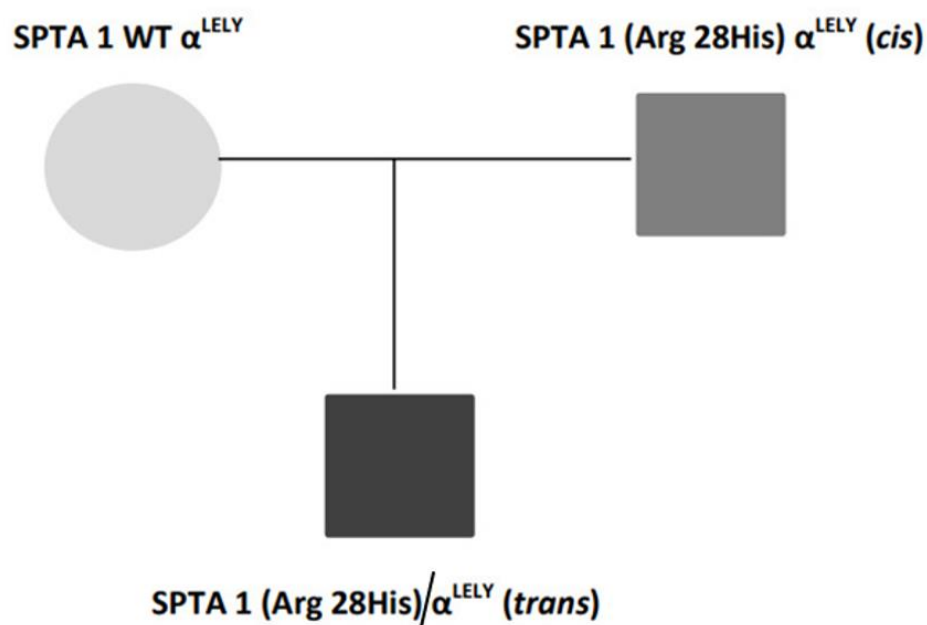 SPTA 1 WT α^LELY
SPTA 1 (Arg 28His) α^LELY (cis)
SPTA 1 (Arg 28His)/α^LELY (trans)